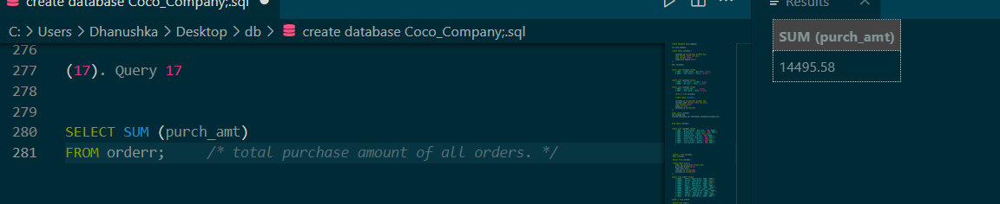 create database Coco_Company;.sql
Results
C: > Users > Dhanushka > Desktop > db > create database Coco_Company;.sql
SUM (purch_amt)
14495.58
276
277 (17). Query 17
278
279
280 SELECT SUM (purch_amt)
281 FROM orderr; /* total purchase amount of all orders. */